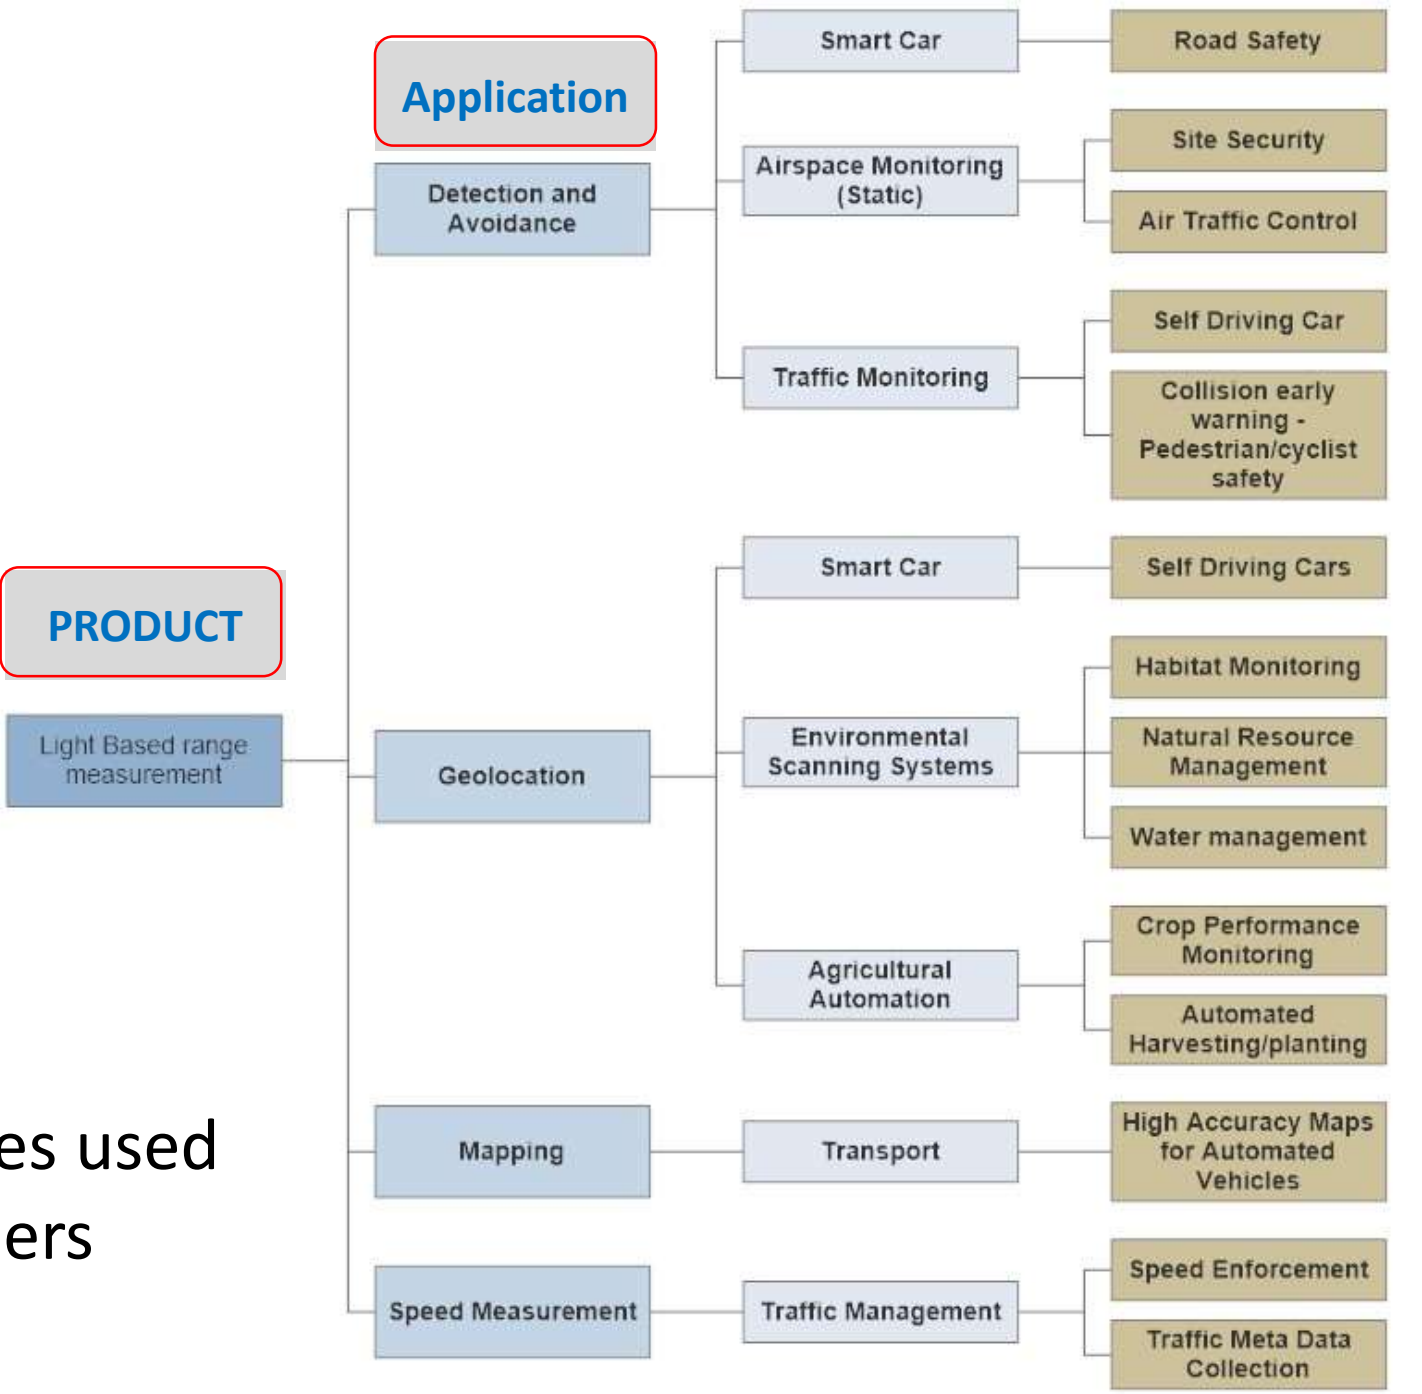 Application
PRODUCT
Light Based range
measurement
Detection and
Avoidance
Smart Car
Road Safety
Airspace Monitoring
(Static)
Site Security
Air Traffic Control
Traffic Monitoring
Self Driving Car
Collision early
warning -
Pedestrian/cyclist
safety
Geolocation
Smart Car
Self Driving Cars
Environmental
Scanning Systems
Habitat Monitoring
Natural Resource
Management
Water management
Agricultural
Automation
Crop Performance
Monitoring
Automated
Harvesting/planting
Mapping
Transport
High Accuracy Maps
for Automated
Vehicles
Speed Measurement
Traffic Management
Speed Enforcement
Traffic Meta Data
Collection
es used
ers